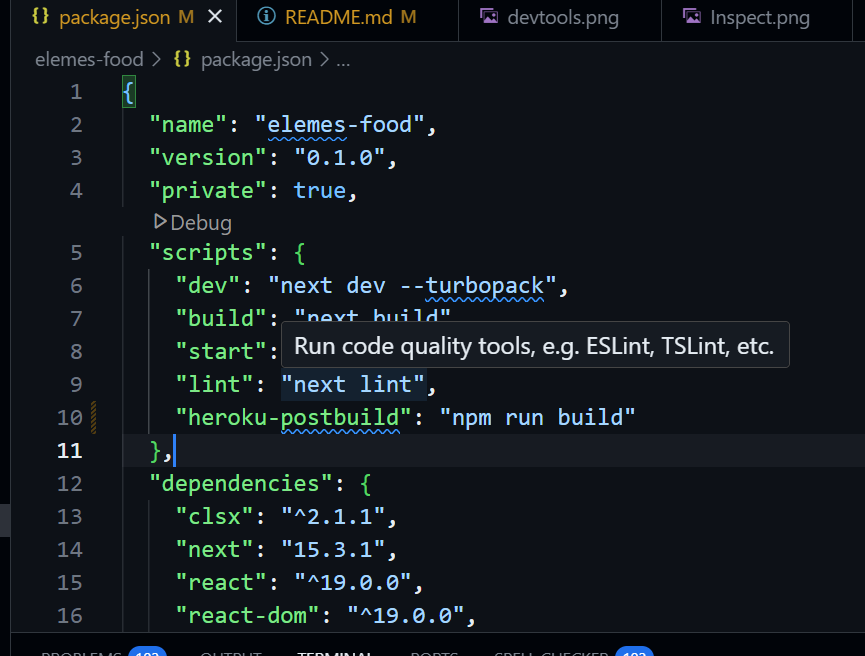 {} package.json M × ⓘ README.md M devtools.png Inspect.png
elemes-food > {} package.json > ...
1 {
2 "name": "elemes-food",
3 "version": "0.1.0",
4 "private": true,
Debug
5 "scripts": {
6 "dev": "next dev --turbopack",
7 "build": "next build"
8 "start": Run code quality tools, e.g. ESLint, TSLint, etc.
9 "lint": "next lint",
10 "heroku-postbuild": "npm run build"
11 },
12 "dependencies": {
13 "clsx": "^2.1.1",
14 "next": "15.3.1",
15 "react": "^19.0.0",
16 "react-dom": "^19.0.0",
PROBLEMS OUTPUT TERMINAL PORTS SPELL CHECKER